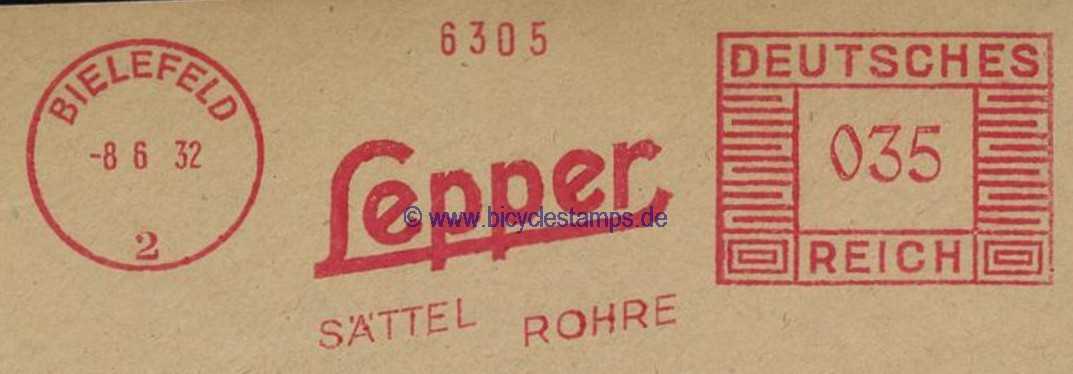 6305
BIELEFELD
-8 6 32
2
Lepper
© www.bicyclestamps.de
SÄTTEL ROHRE
DEUTSCHES
035
REICH